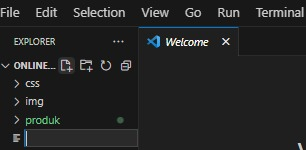 File Edit Selection View Go Run Terminal
EXPLORER ... Welcome
ONLINE...
css
img
produk